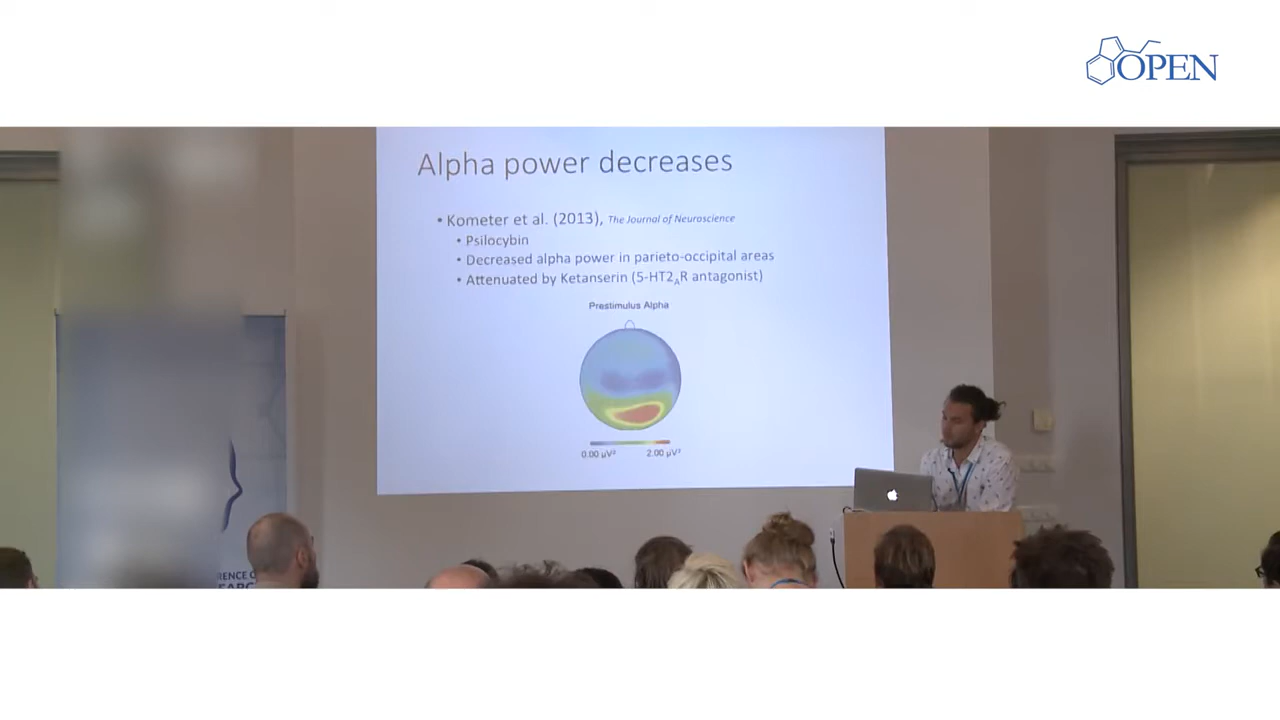 OPEN
Alpha power decreases
• Kometer et al. (2013), The Journal of Neuroscience
• Psilocybin
• Decreased alpha power in parieto-occipital areas
• Attenuated by Ketanserin (5-HT2AR antagonist)
Prestimulus Alpha
0.00 µV² 2.00 µV²